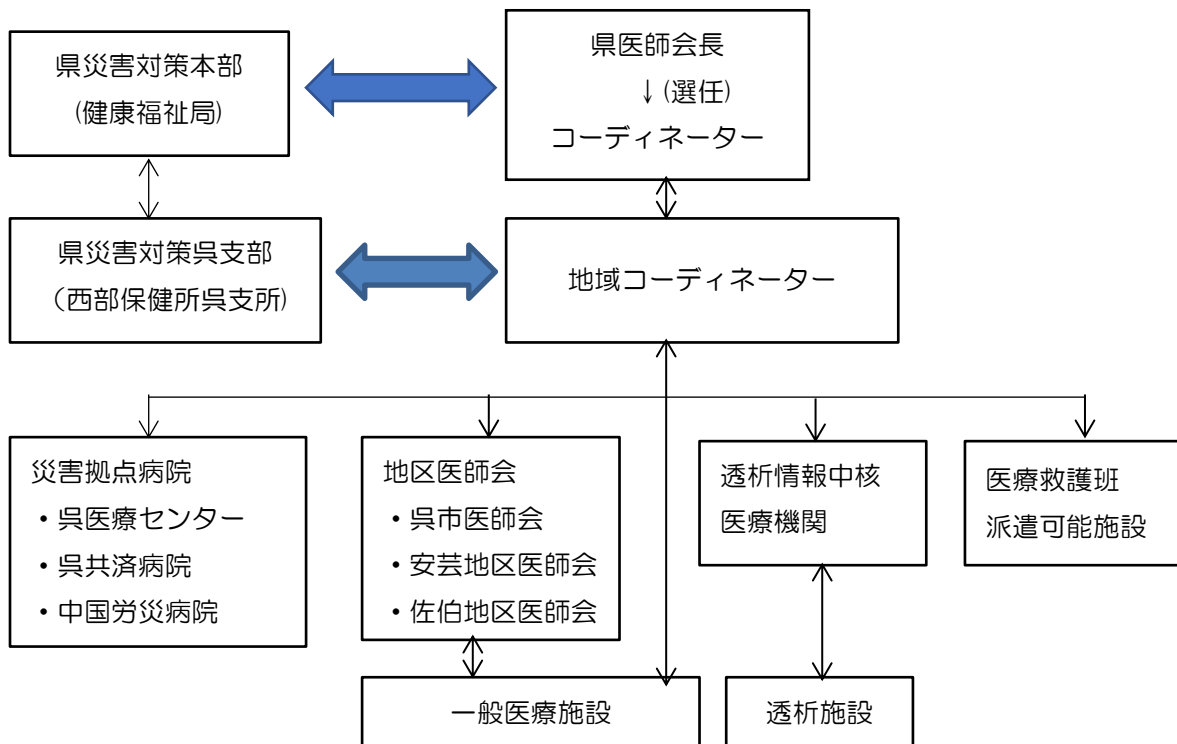 県災害対策本部
(健康福祉局)
県医師会長
↓(選任)
コーディネーター
県災害対策呉支部
（西部保健所呉支所)
地域コーディネーター
災害拠点病院
・呉医療センター
・呉共済病院
・中国労災病院
地区医師会
・呉市医師会
・安芸地区医師会
・佐伯地区医師会
透析情報中核
医療機関
医療救護班
派遣可能施設
一般医療施設
透析施設